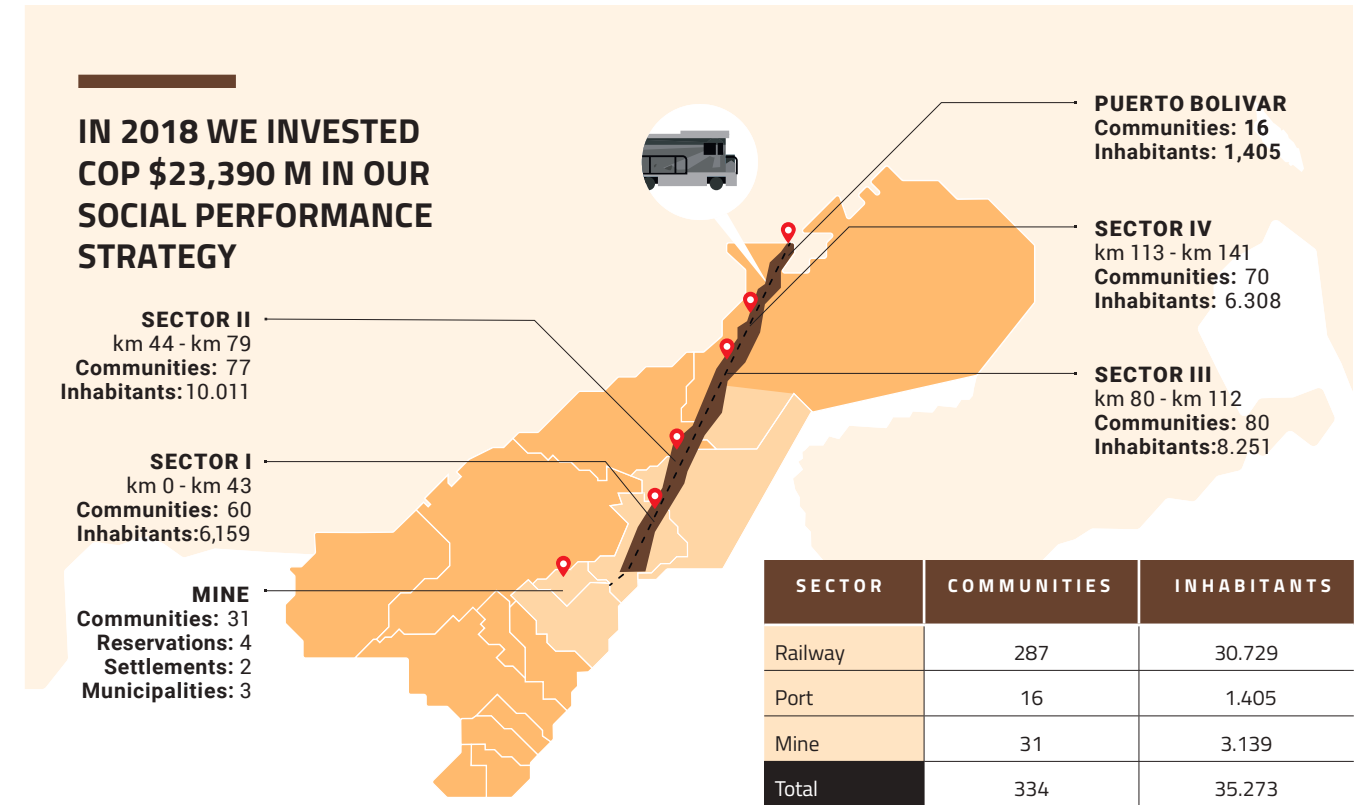 IN 2018 WE INVESTED
COP $23,390 M IN OUR
SOCIAL PERFORMANCE
STRATEGY
SECTOR II
km 44 - km 79
Communities: 77
Inhabitants:10.011
SECTOR I
km 0 - km 43
Communities: 60
Inhabitants:6,159
MINE
Communities: 31
Reservations: 4
Settlements: 2
Municipalities: 3
PUERTO BOLIVAR
Communities: 16
Inhabitants: 1,405
SECTOR IV
km 113 - km 141
Communities: 70
Inhabitants: 6.308
SECTOR III
km 80 - km 112
Communities: 80
Inhabitants:8.251
SECTOR COMMUNITIES INHABITANTS
Railway 287 30.729
Port 16 1.405
Mine 31 3.139
Total 334 35.273